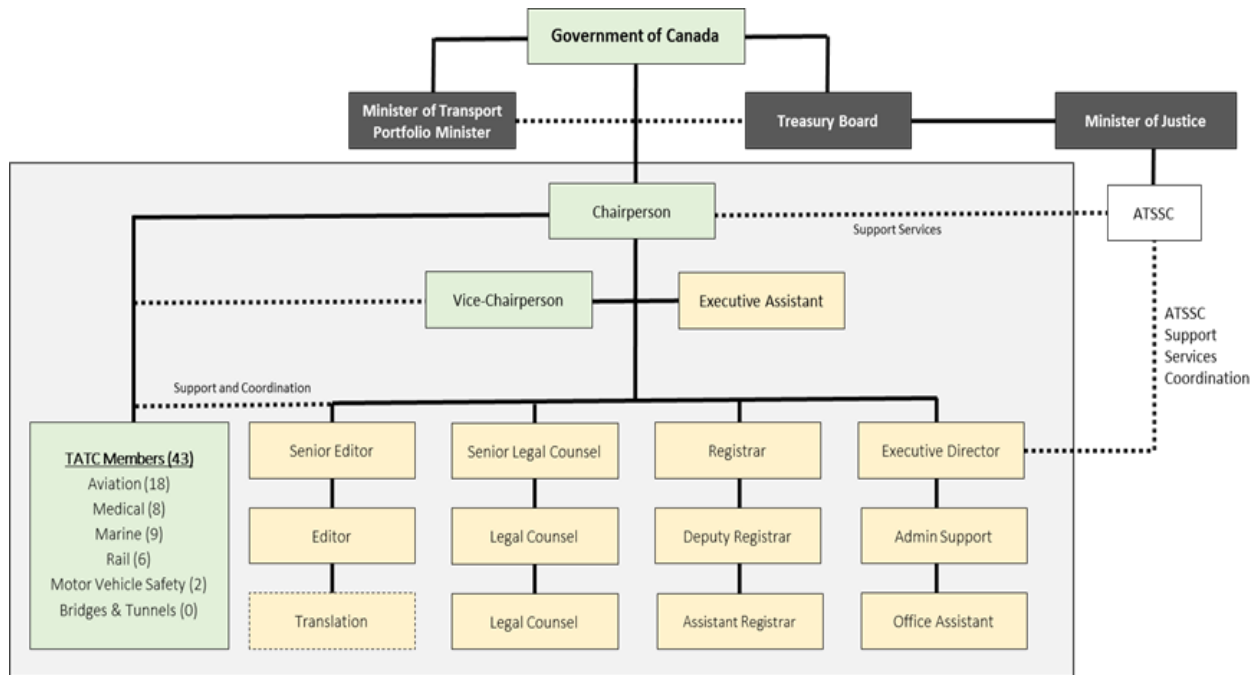 Government of Canada
Minister of Transport
Portfolio Minister
Treasury Board
Minister of Justice
Chairperson
Support Services
ATSSC
Vice-Chairperson
Executive Assistant
ATSSC
Support
Services
Coordination
Support and Coordination
TATC Members (43)
Aviation (18)
Medical (8)
Marine (9)
Rail (6)
Motor Vehicle Safety (2)
Bridges & Tunnels (0)
Senior Editor
Senior Legal Counsel
Registrar
Executive Director
Editor
Legal Counsel
Deputy Registrar
Admin Support
Translation
Legal Counsel
Assistant Registrar
Office Assistant